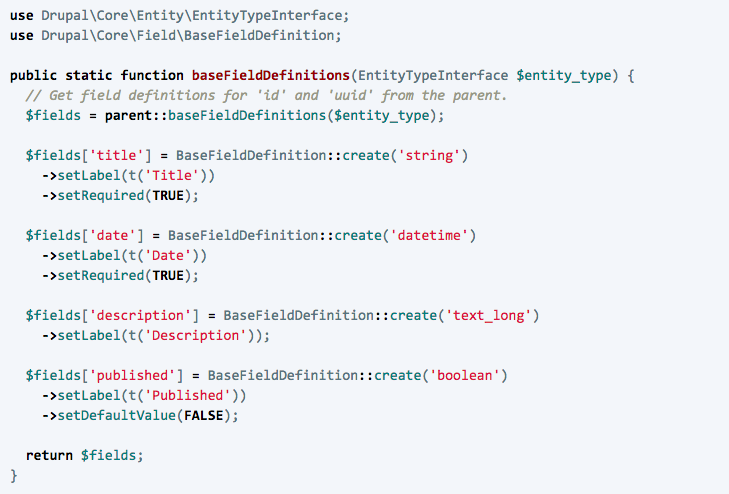 use Drupal\Core\Entity\EntityTypeInterface;
use Drupal\Core\Field\BaseFieldDefinition;

public static function baseFieldDefinitions(EntityTypeInterface $entity_type) {
  // Get field definitions for 'id' and 'uuid' from the parent.
  $fields = parent::baseFieldDefinitions($entity_type);

  $fields['title'] = BaseFieldDefinition::create('string')
    ->setLabel(t('Title'))
    ->setRequired(TRUE);

  $fields['date'] = BaseFieldDefinition::create('datetime')
    ->setLabel(t('Date'))
    ->setRequired(TRUE);

  $fields['description'] = BaseFieldDefinition::create('text_long')
    ->setLabel(t('Description'));

  $fields['published'] = BaseFieldDefinition::create('boolean')
    ->setLabel(t('Published'))
    ->setDefaultValue(FALSE);

  return $fields;
}